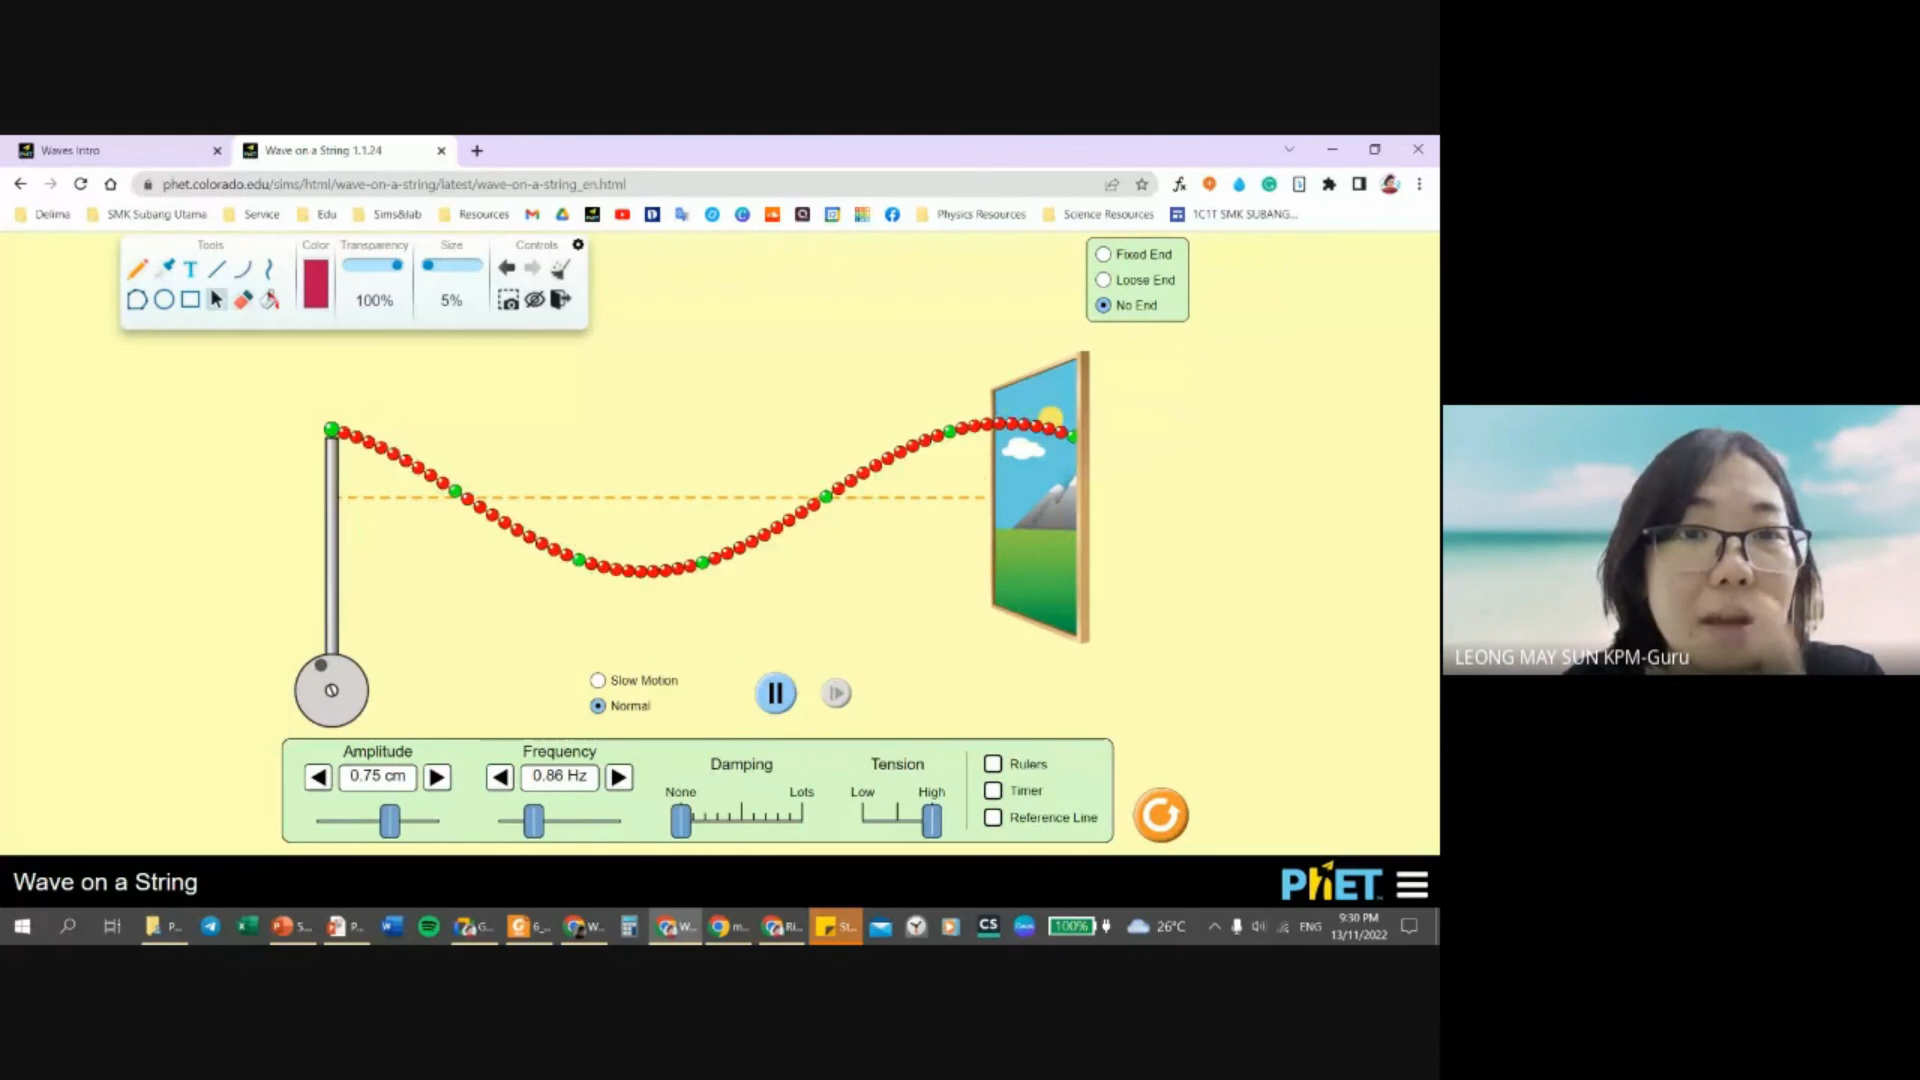 Waves Intro
Wave on a String 1.1.24
phet.colorado.edu/sims/html/wave-on-a-string/latest/wave-on-a-string_en.html
Delima SMK Subang Utama Service Edu Sims&lab Resources Physics Resources Science Resources 1C1T SMK SUBANG...
Tools Color Transparency Size Controls
100% 5%
Fixed End
Loose End
No End
Slow Motion
Normal
Amplitude
0.75 cm
Frequency
0.86 Hz
Damping
None Lots
Tension
Low High
Rulers
Timer
Reference Line
LEONG MAY SUN KPM-Guru
Wave on a String
PhET
P... S... P... G... 6_... W... W... m... Ri... St... CS 100% 26°C ENG
9:30 PM
13/11/2022